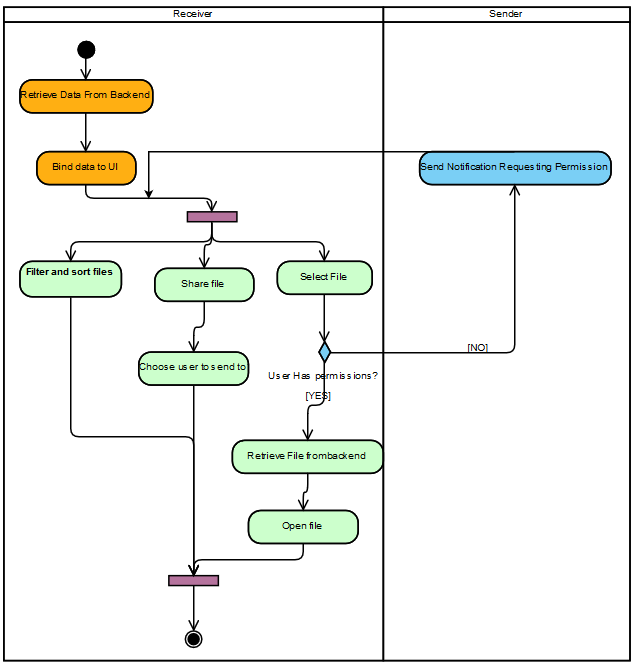 Receiver
Sender
Retrieve Data From Backend
Bind data to UI
Send Notification Requesting Permission
Filter and sort files
Share file
Select File
[NO]
Choose user to send to
User Has permissions?
[YES]
Retrieve File frombackend
Open file